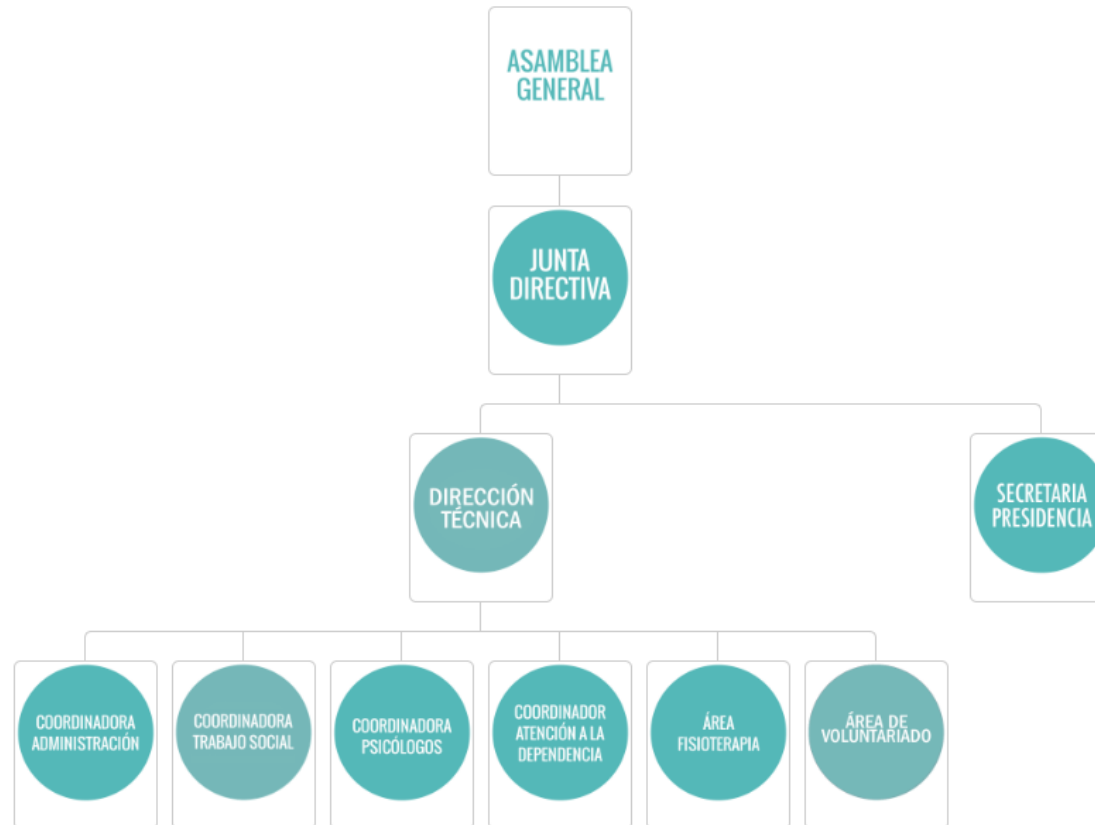 ASAMBLEA
GENERAL
JUNTA
DIRECTIVA
DIRECCIÓN
TÉCNICA
SECRETARIA
PRESIDENCIA
COORDINADORA
ADMINISTRACIÓN
COORDINADORA
TRABAJO SOCIAL
COORDINADORA
PSICÓLOGOS
COORDINADOR
ATENCIÓN A LA
DEPENDENCIA
ÁREA
FISIOTERAPIA
ÁREA DE
VOLUNTARIADO